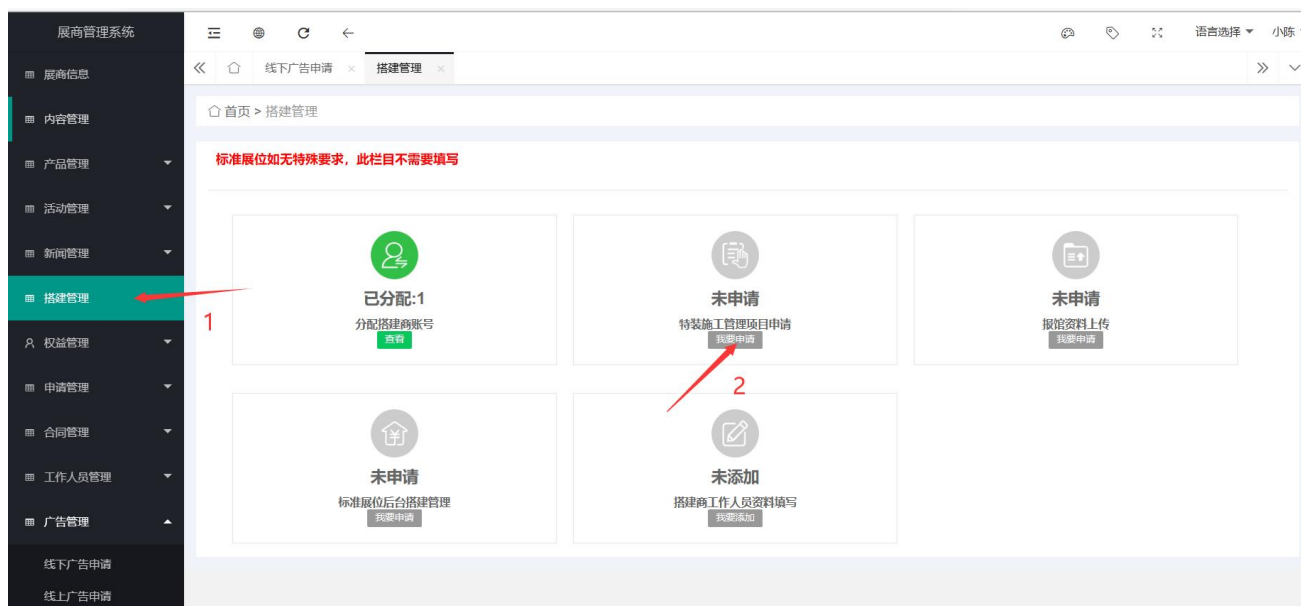 展商管理系统
语言选择
小陈
展商信息
线下广告申请
搭建管理
内容管理
首页 > 搭建管理
产品管理
标准展位如无特殊要求，此栏目不需要填写
活动管理
新闻管理
搭建管理
权益管理
申请管理
合同管理
工作人员管理
广告管理
线下广告申请
线上广告申请
1
已分配:1
分配搭建商账号
查看
未申请
特装施工管理项目申请
我要申请
2
未申请
报馆资料上传
我要申请
未申请
标准展位后台搭建管理
我要申请
未添加
搭建商工作人员资料填写
我要添加